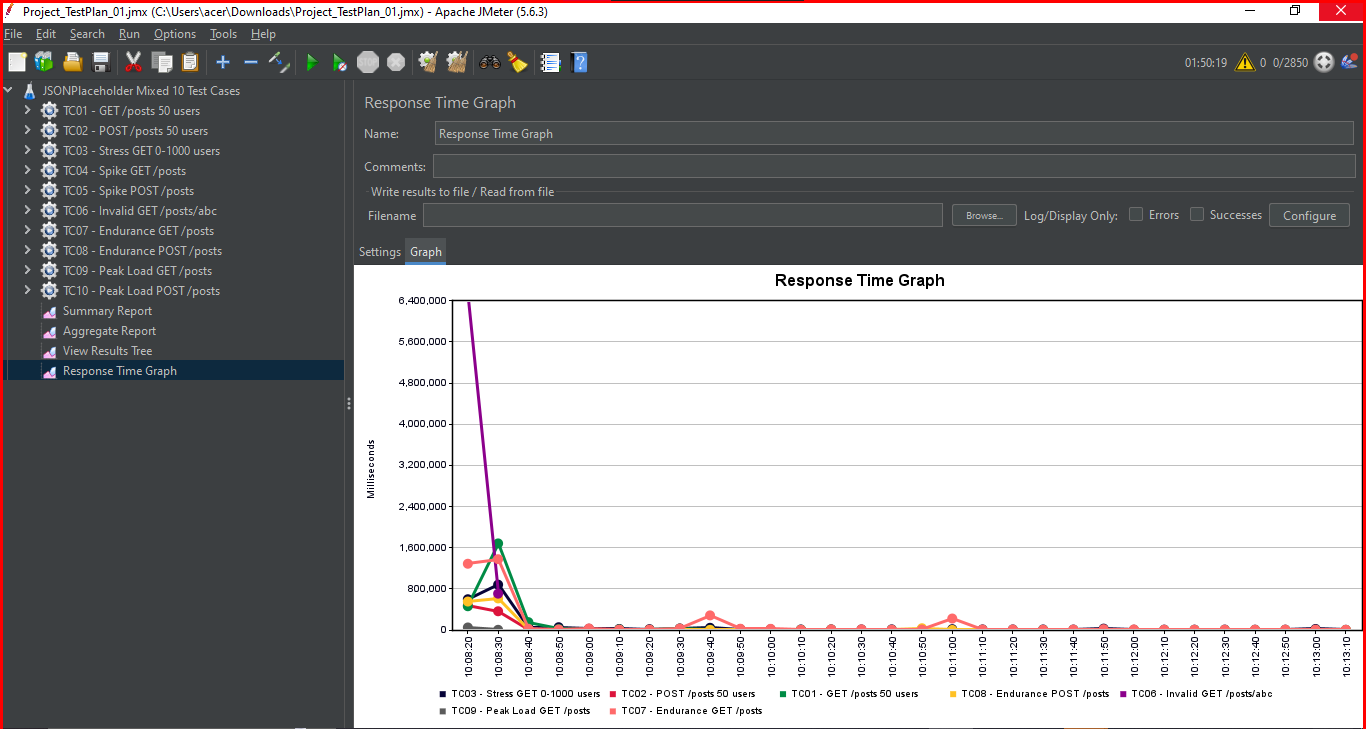 Project_TestPlan_01.jmx (C:\Users\acer\Downloads\Project_TestPlan_01.jmx) - Apache JMeter (5.6.3)
File Edit Search Run Options Tools Help
STOP 01:50:19 0 0/2850
JSONPlaceholder Mixed 10 Test Cases
TC01 - GET /posts 50 users
TC02 - POST /posts 50 users
TC03 - Stress GET 0-1000 users
TC04 - Spike GET /posts
TC05 - Spike POST /posts
TC06 - Invalid GET /posts/abc
TC07 - Endurance GET /posts
TC08 - Endurance POST /posts
TC09 - Peak Load GET /posts
TC10 - Peak Load POST /posts
Summary Report
Aggregate Report
View Results Tree
Response Time Graph
Response Time Graph
Name: Response Time Graph
Comments:
Write results to file / Read from file
Filename Browse... Log/Display Only: Errors Successes Configure
Settings Graph
Response Time Graph
Milliseconds
6,400,000
5,600,000
4,800,000
4,000,000
3,200,000
2,400,000
1,600,000
800,000
0
10:08:20 10:08:30 10:08:40 10:08:50 10:09:00 10:09:10 10:09:20 10:09:30 10:09:40 10:09:50 10:10:00 10:10:10 10:10:20 10:10:30 10:10:40 10:10:50 10:11:00 10:11:10 10:11:20 10:11:30 10:11:40 10:11:50 10:12:00 10:12:10 10:12:20 10:12:30 10:12:40 10:12:50 10:13:00 10:13:10
TC03 - Stress GET 0-1000 users TC02 - POST /posts 50 users TC01 - GET /posts 50 users TC08 - Endurance POST /posts TC06 - Invalid GET /posts/abc
TC09 - Peak Load GET /posts TC07 - Endurance GET /posts